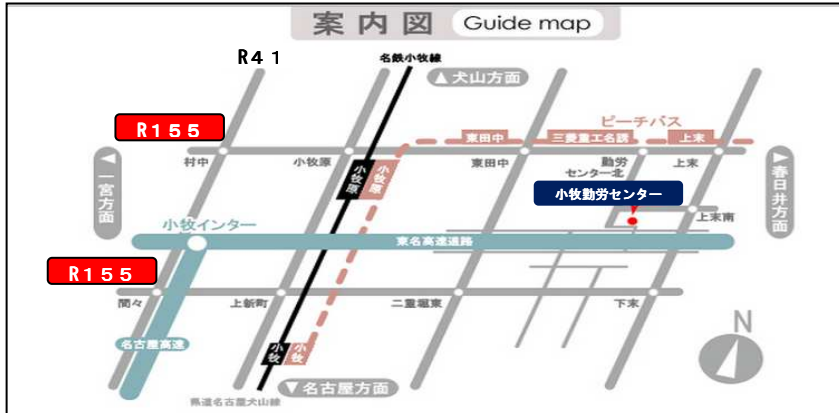 案内図 Guide map
R41
名鉄小牧線
▲犬山方面
ピーチバス
R155
東田中
三菱重工名誘
上末
村中
小牧原
東田中
勤労
センター北
上末
◀一宮方面
小牧原
小牧原
小牧勤労センター
▶春日井方面
上末南
小牧インター
東名高速道路
R155
間々
上新町
二重堀東
下末
名古屋高速
小牧
小牧
▼名古屋方面
県道名古屋犬山線
N